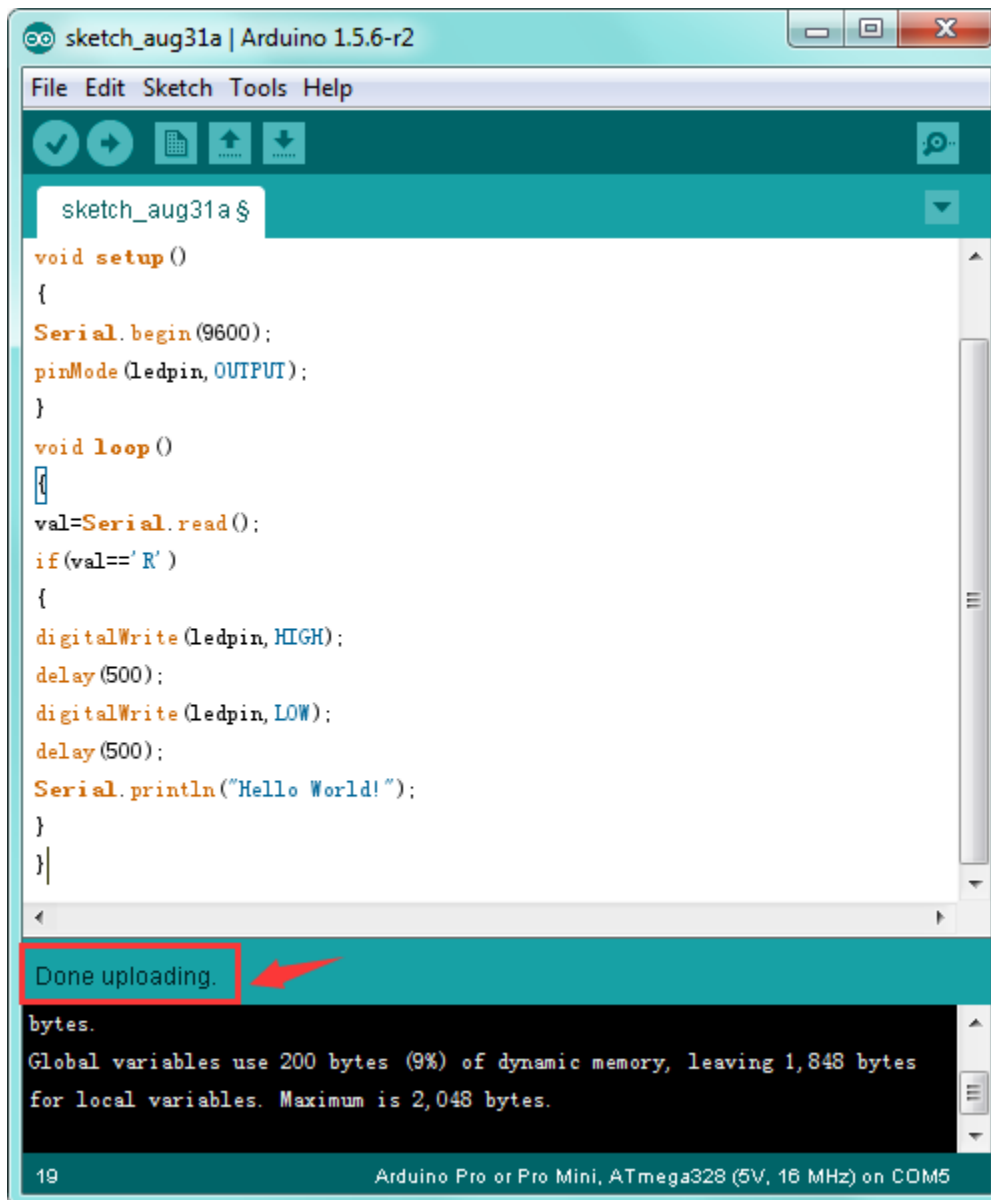 sketch_aug31a | Arduino 1.5.6-r2
File Edit Sketch Tools Help
sketch_aug31a §
void setup()
{
Serial.begin(9600);
pinMode(ledpin,OUTPUT);
}
void loop()
{
val=Serial.read();
if(val=='R')
{
digitalWrite(ledpin,HIGH);
delay(500);
digitalWrite(ledpin,LOW);
delay(500);
Serial.println("Hello World!");
}
}
Done uploading.
bytes.
Global variables use 200 bytes (9%) of dynamic memory, leaving 1,848 bytes
for local variables. Maximum is 2,048 bytes.
19 Arduino Pro or Pro Mini, ATmega328 (5V, 16 MHz) on COM5